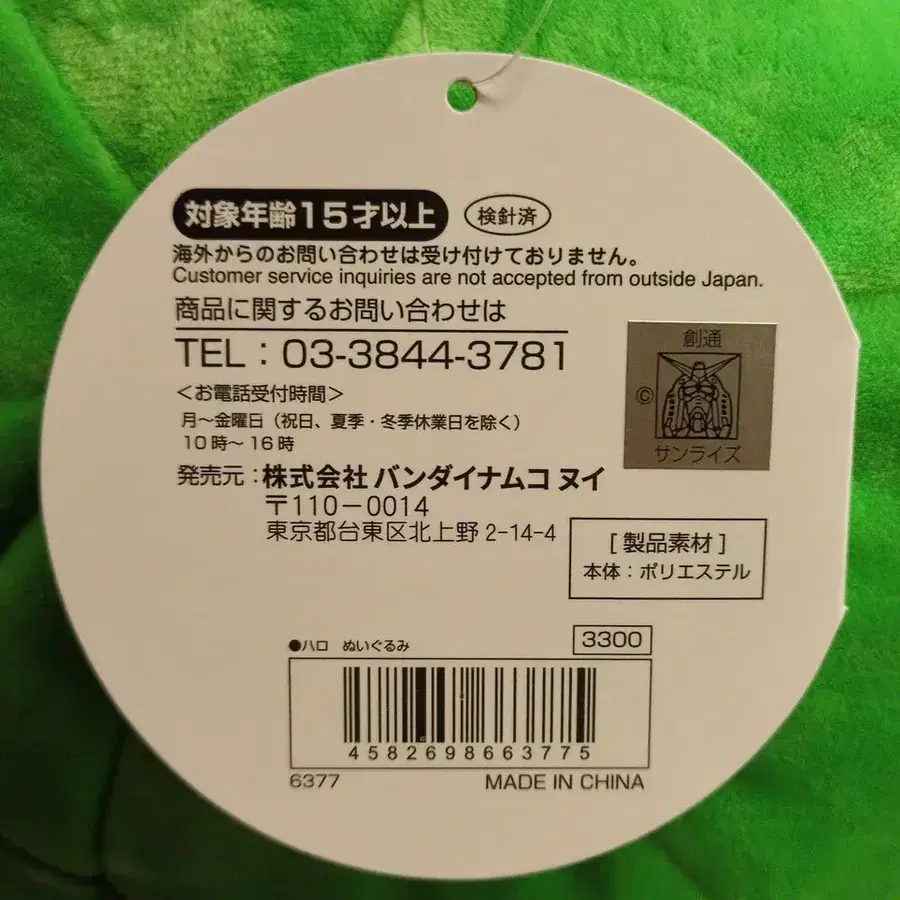 対象年齢15才以上 検針済
海外からのお問い合わせは受け付けておりません。
Customer service inquiries are not accepted from outside Japan.
商品に関するお問い合わせは
TEL：03-3844-3781
＜お電話受付時間＞
月～金曜日（祝日、夏季・冬季休業日を除く）
10時～16時
発売元：株式会社 バンダイナムコ ヌイ
〒110-0014
東京都台東区北上野 2-14-4
創通
©
サンライズ
[ 製品素材 ]
本体：ポリエステル
●ハロ ぬいぐるみ 3300
4582698663775
6377 MADE IN CHINA